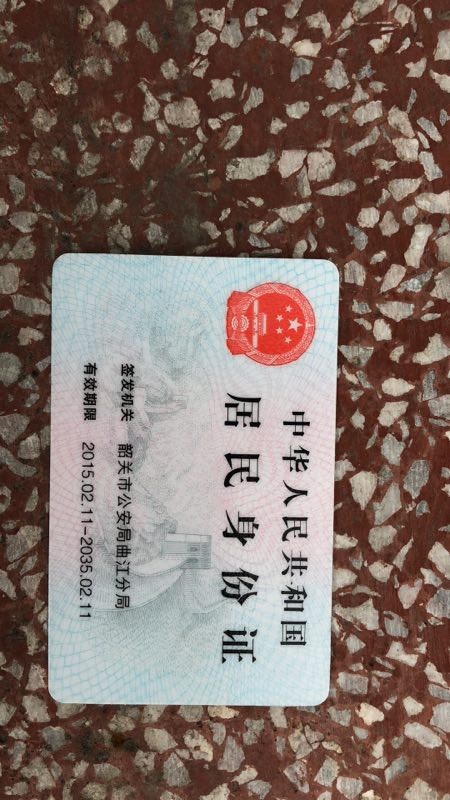 中华人民共和国
居民身份证
签发机关 韶关市公安局曲江分局
有效期限 2015.02.11-2035.02.11